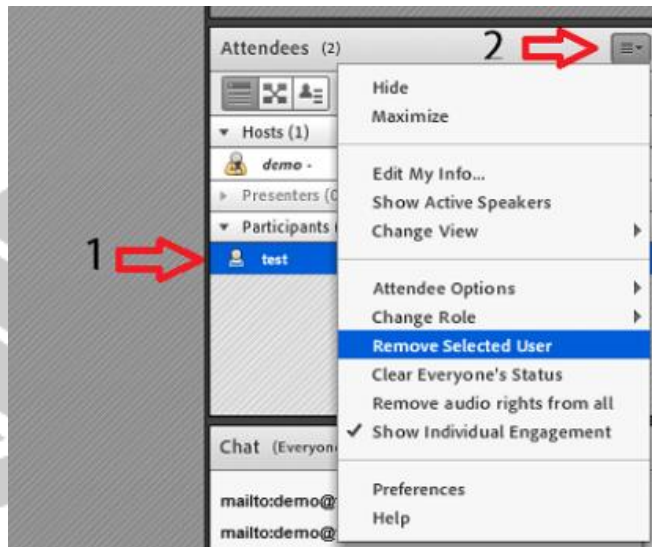 Attendees (2)
2
Hide
Maximize
Hosts (1)
demo -
Edit My Info...
Presenters (0
Show Active Speakers
Participants
Change View
1
test
Attendee Options
Change Role
Remove Selected User
Clear Everyone's Status
Remove audio rights from all
Show Individual Engagement
Chat (Everyon
Preferences
mailto:demo@
Help
mailto:demo@